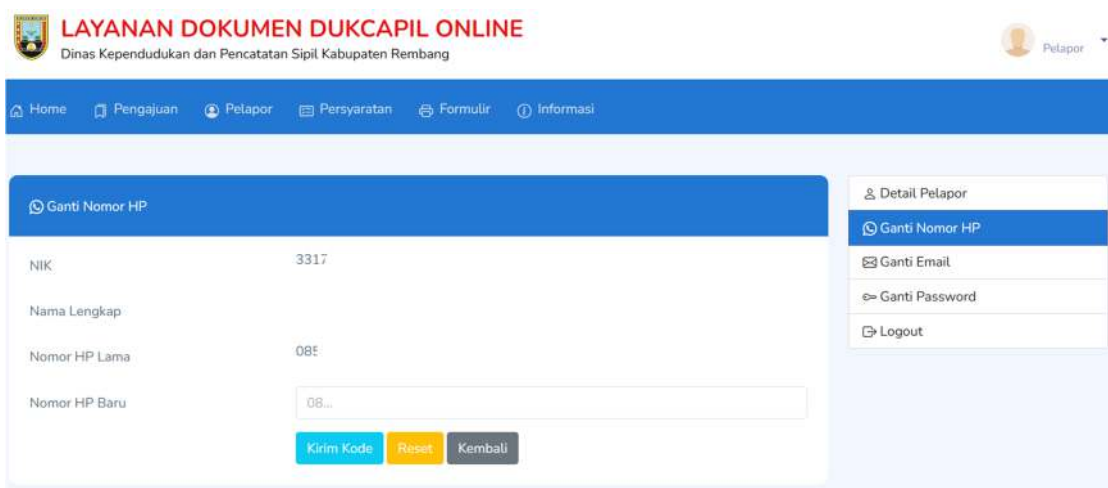 LAYANAN DOKUMEN DUKCAPIL ONLINE
Dinas Kependudukan dan Pencatatan Sipil Kabupaten Rembang
Pelapor
Home Pengajuan Pelapor Persyaratan Formulir Informasi
Ganti Nomor HP
NIK 3317
Nama Lengkap
Nomor HP Lama 085
Nomor HP Baru 08...
Kirim Kode Reset Kembali
Detail Pelapor
Ganti Nomor HP
Ganti Email
Ganti Password
Logout